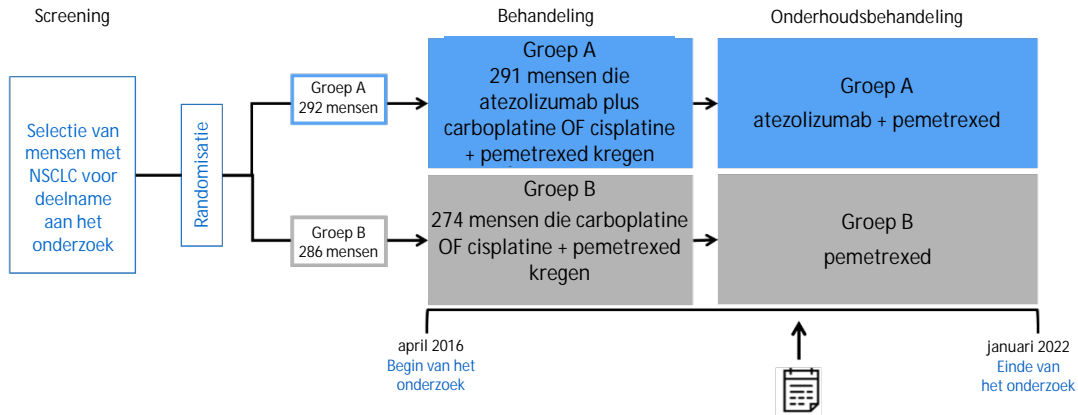 Screening
Behandeling
Onderhoudsbehandeling
Selectie van
mensen met
NSCLC voor
deelname
aan het
onderzoek
Randomisatie
Groep A
292 mensen
Groep B
286 mensen
Groep A
291 mensen die
atezolizumab plus
carboplatine OF cisplatine
+ pemetrexed kregen
Groep A
atezolizumab + pemetrexed
Groep B
274 mensen die carboplatine
OF cisplatine + pemetrexed
kregen
Groep B
pemetrexed
april 2016
Begin van het
onderzoek
januari 2022
Einde van
het onderzoek